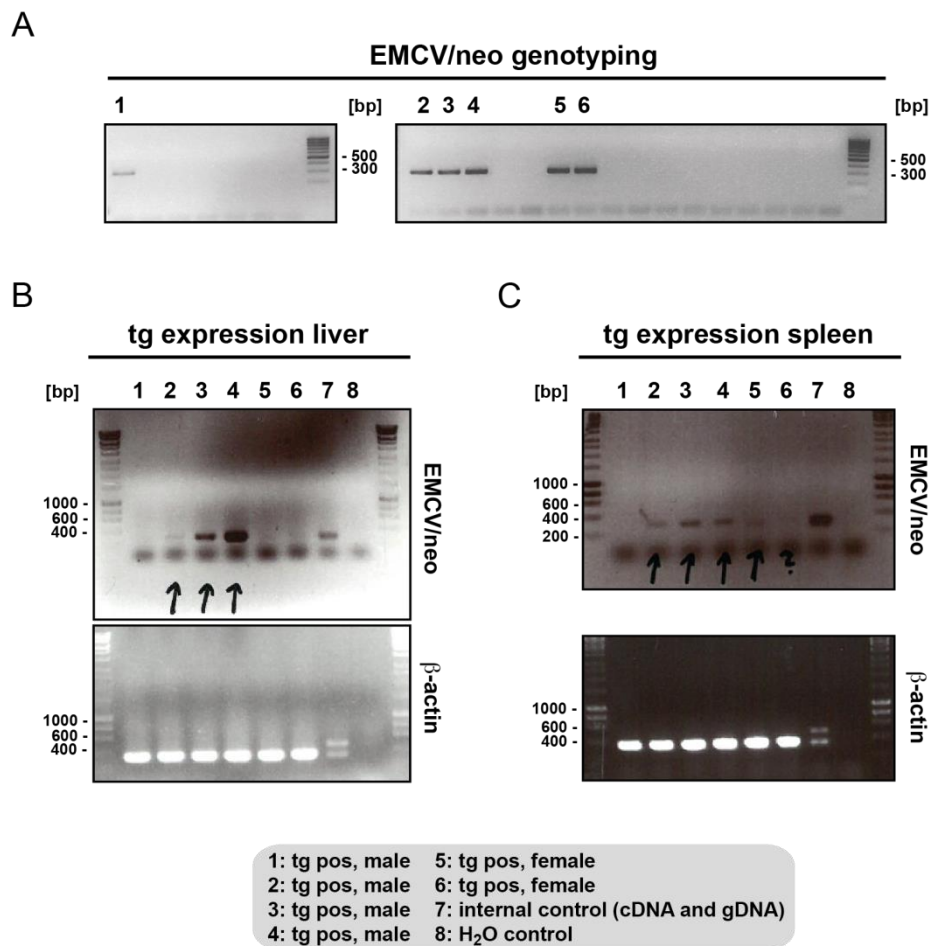 A
EMCV/neo genotyping
1 [bp] 2 3 4 5 6 [bp]
- 500
- 300
- 500
- 300
B
tg expression liver
[bp] 1 2 3 4 5 6 7 8
1000 -
600 -
400 -
EMCV/neo
1000 -
600 -
400 -
β-actin
C
tg expression spleen
[bp] 1 2 3 4 5 6 7 8
1000 -
600 -
400 -
200 -
?
EMCV/neo
1000 -
600 -
400 -
β-actin
1: tg pos, male 5: tg pos, female
2: tg pos, male 6: tg pos, female
3: tg pos, male 7: internal control (cDNA and gDNA)
4: tg pos, male 8: H₂O control